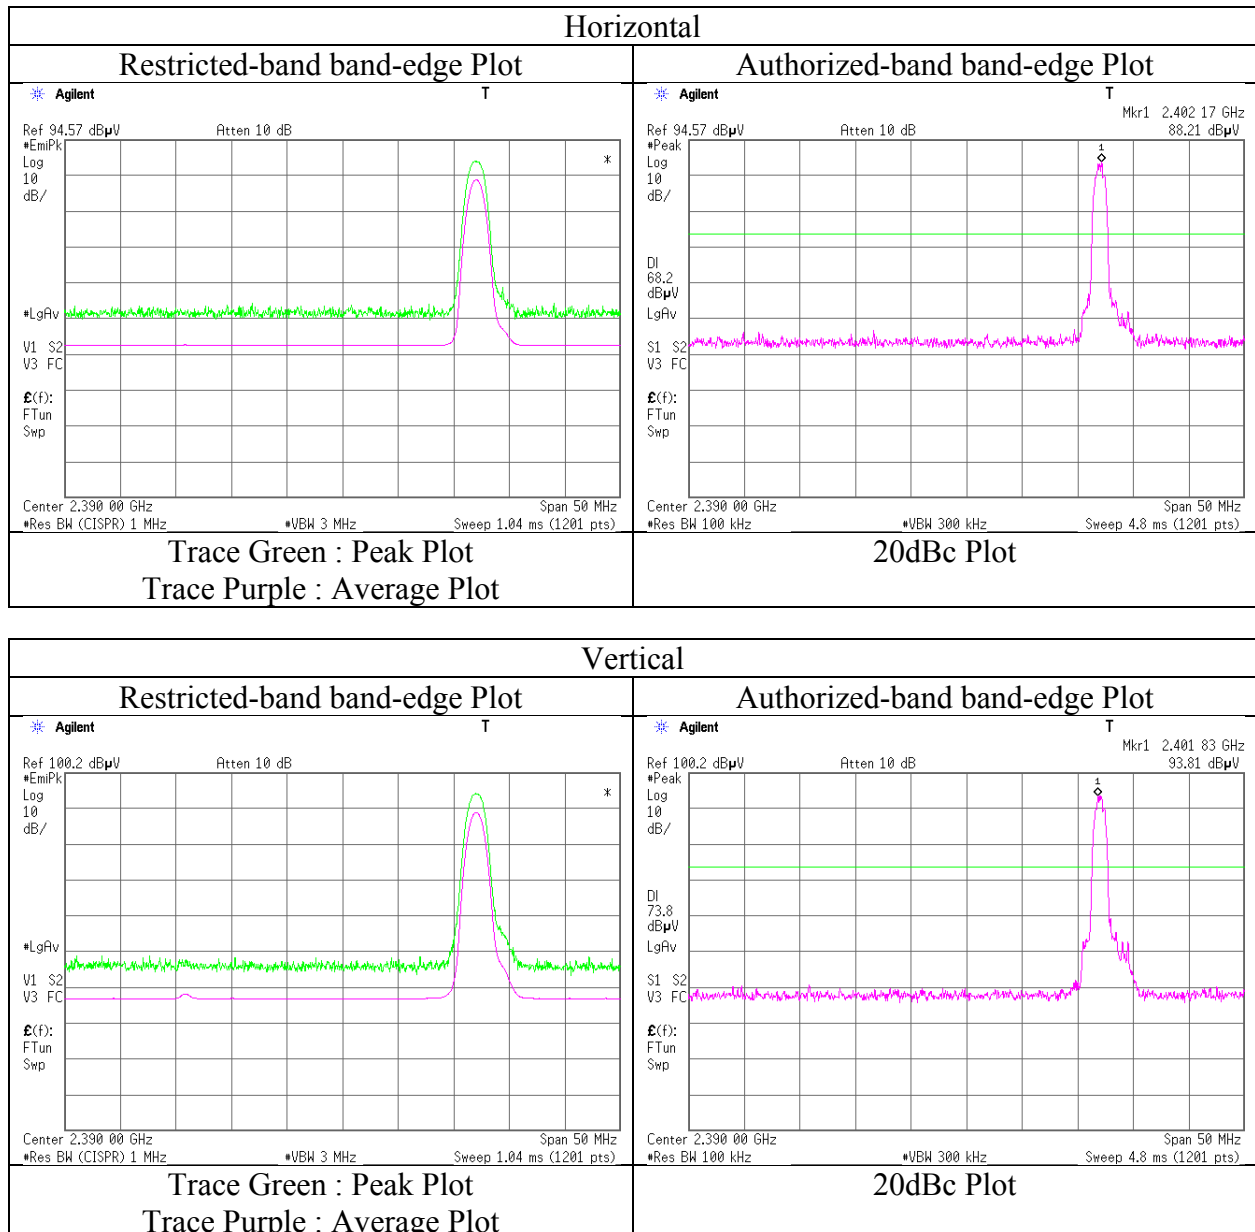 Horizontal
Restricted-band band-edge Plot
Agilent
T
Ref 94.57 dBµV
Atten 10 dB
#EmiPk
Log
10
dB/
*
#LgAv
V1 S2
V3 FC
£(f):
FTun
Swp
Center 2.390 00 GHz
Span 50 MHz
#Res BW (CISPR) 1 MHz
#VBW 3 MHz
Sweep 1.04 ms (1201 pts)
Trace Green : Peak Plot
Trace Purple : Average Plot
Authorized-band band-edge Plot
Agilent
T
Mkr1 2.402 17 GHz
Ref 94.57 dBµV
Atten 10 dB
88.21 dBµV
#Peak
Log
10
dB/
1
DI
68.2
dBµV
LgAv
S1 S2
V3 FC
£(f):
FTun
Swp
Center 2.390 00 GHz
Span 50 MHz
#Res BW 100 kHz
#VBW 300 kHz
Sweep 4.8 ms (1201 pts)
20dBc Plot
Vertical
Restricted-band band-edge Plot
Agilent
T
Ref 100.2 dBµV
Atten 10 dB
#EmiPk
Log
10
dB/
*
#LgAv
V1 S2
V3 FC
£(f):
FTun
Swp
Center 2.390 00 GHz
Span 50 MHz
#Res BW (CISPR) 1 MHz
#VBW 3 MHz
Sweep 1.04 ms (1201 pts)
Trace Green : Peak Plot
Trace Purple : Average Plot
Authorized-band band-edge Plot
Agilent
T
Mkr1 2.401 83 GHz
Ref 100.2 dBµV
Atten 10 dB
93.81 dBµV
#Peak
Log
10
dB/
1
DI
73.8
dBµV
LgAv
S1 S2
V3 FC
£(f):
FTun
Swp
Center 2.390 00 GHz
Span 50 MHz
#Res BW 100 kHz
#VBW 300 kHz
Sweep 4.8 ms (1201 pts)
20dBc Plot